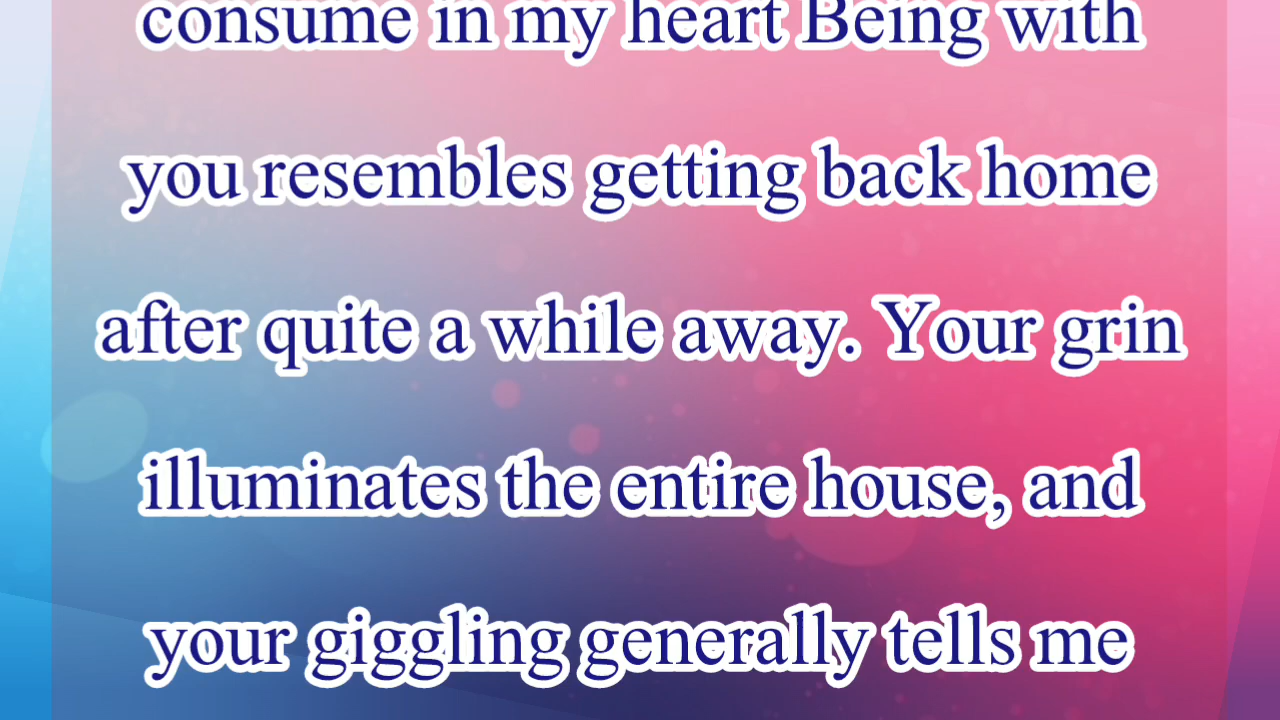 consume in my heart Being with
you resembles getting back home
after quite a while away. Your grin
illuminates the entire house, and
your giggling generally tells me